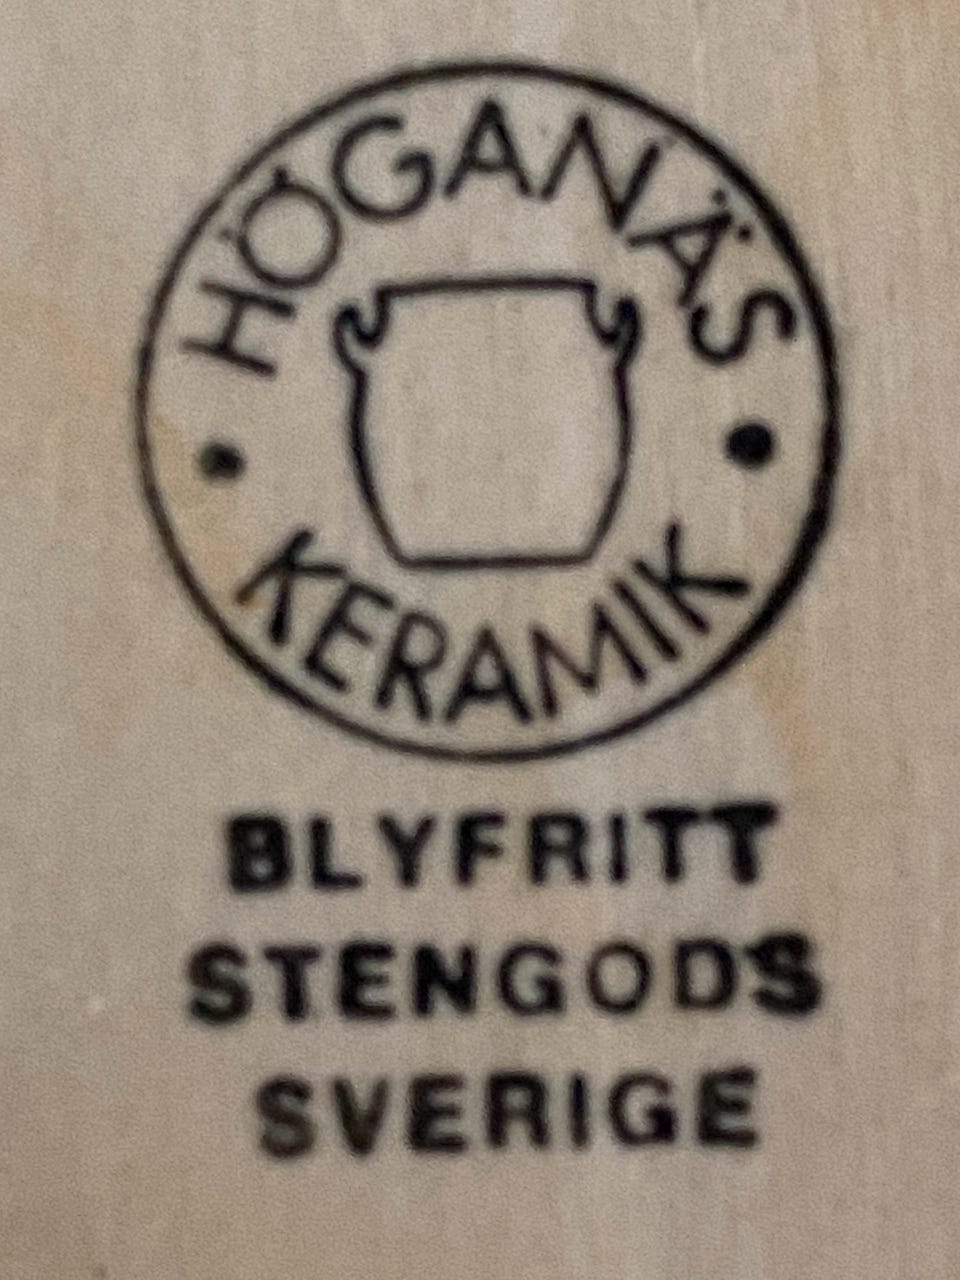 HÖGANÄS
KERAMIK
BLYFRITT
STENGODS
SVERIGE